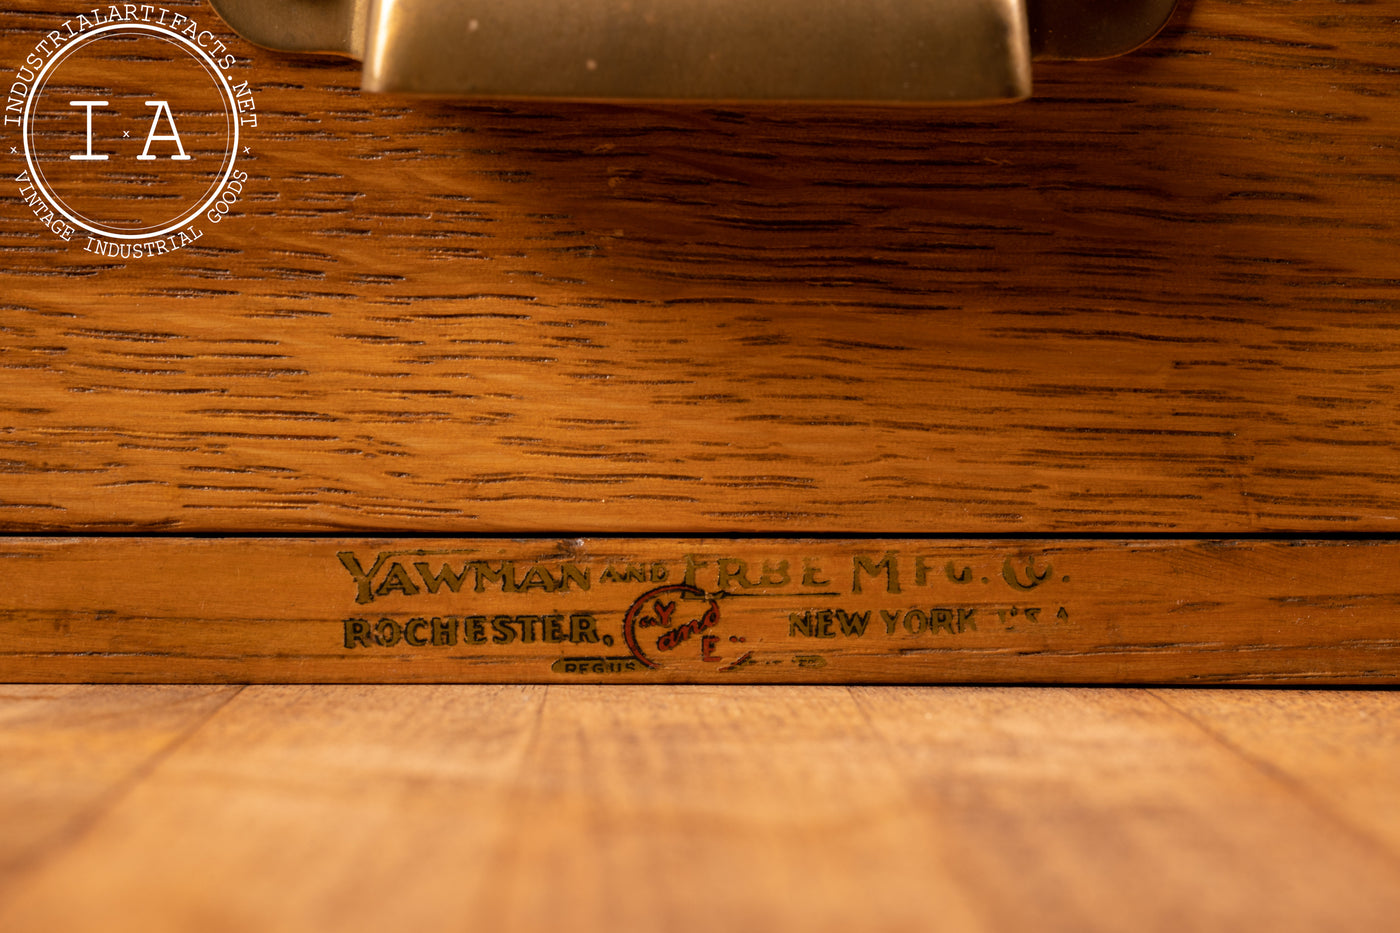 INDUSTRIALARTIFACTS.NET
I x A
VINTAGE INDUSTRIAL GOODS
YAWMAN AND ERBE MFG. CO.
ROCHESTER, NEW YORK U.S.A
"Y and E"
REG. U.S.